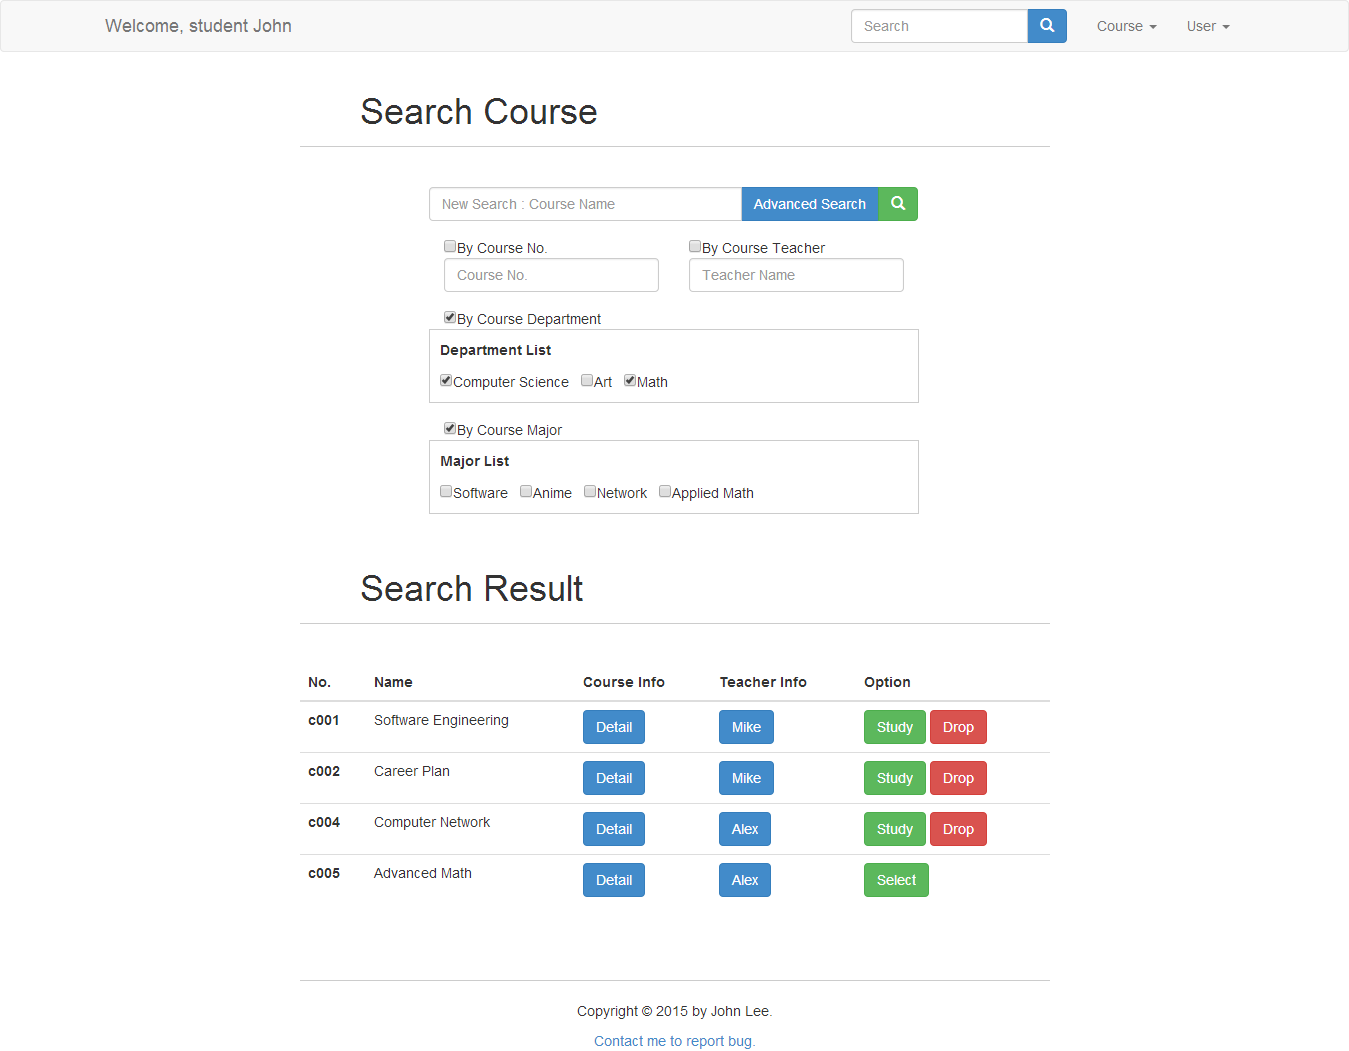 Welcome, student John Search Course User
Search Course
New Search : Course Name Advanced Search
By Course No. By Course Teacher
Course No. Teacher Name
By Course Department
Department List
Computer Science Art Math
By Course Major
Major List
Software Anime Network Applied Math
Search Result
No. Name Course Info Teacher Info Option
c001 Software Engineering Detail Mike Study Drop
c002 Career Plan Detail Mike Study Drop
c004 Computer Network Detail Alex Study Drop
c005 Advanced Math Detail Alex Select
Copyright © 2015 by John Lee.
Contact me to report bug.